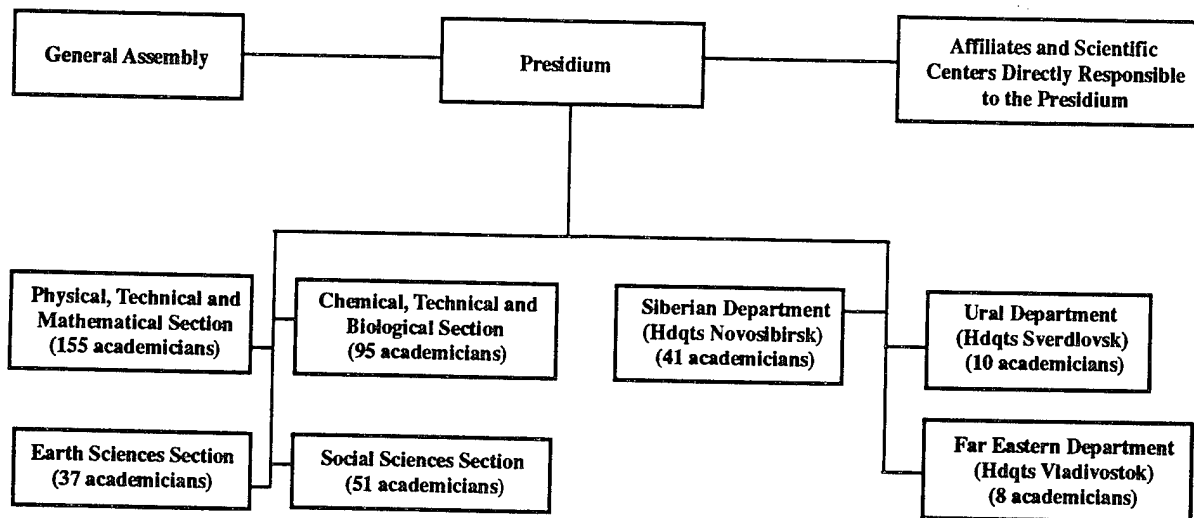 General Assembly
Presidium
Affiliates and Scientific
Centers Directly Responsible
to the Presidium
Physical, Technical and
Mathematical Section
(155 academicians)
Chemical, Technical and
Biological Section
(95 academicians)
Siberian Department
(Hdqts Novosibirsk)
(41 academicians)
Ural Department
(Hdqts Sverdlovsk)
(10 academicians)
Earth Sciences Section
(37 academicians)
Social Sciences Section
(51 academicians)
Far Eastern Department
(Hdqts Vladivostok)
(8 academicians)